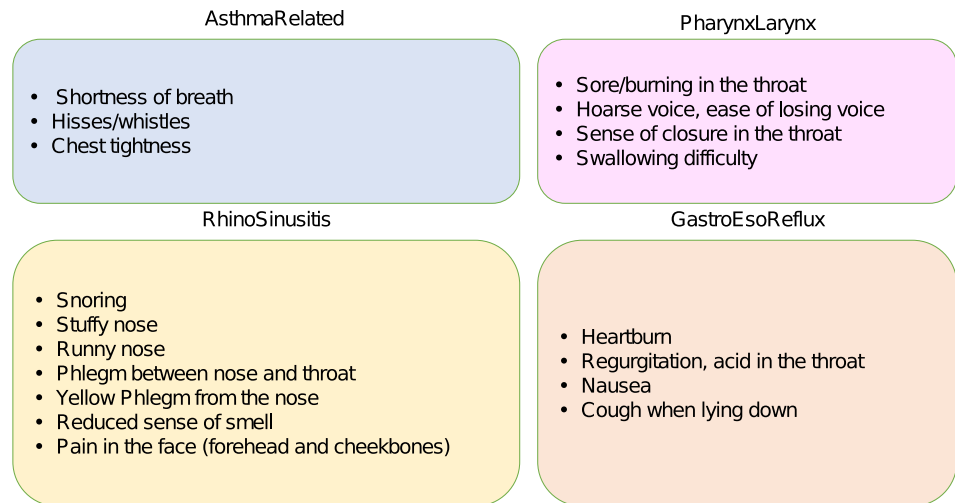 AsthmaRelated
• Shortness of breath
• Hisses/whistles
• Chest tightness
PharynxLarynx
• Sore/burning in the throat
• Hoarse voice, ease of losing voice
• Sense of closure in the throat
• Swallowing difficulty
RhinoSinusitis
• Snoring
• Stuffy nose
• Runny nose
• Phlegm between nose and throat
• Yellow Phlegm from the nose
• Reduced sense of smell
• Pain in the face (forehead and cheekbones)
GastroEsoReflux
• Heartburn
• Regurgitation, acid in the throat
• Nausea
• Cough when lying down